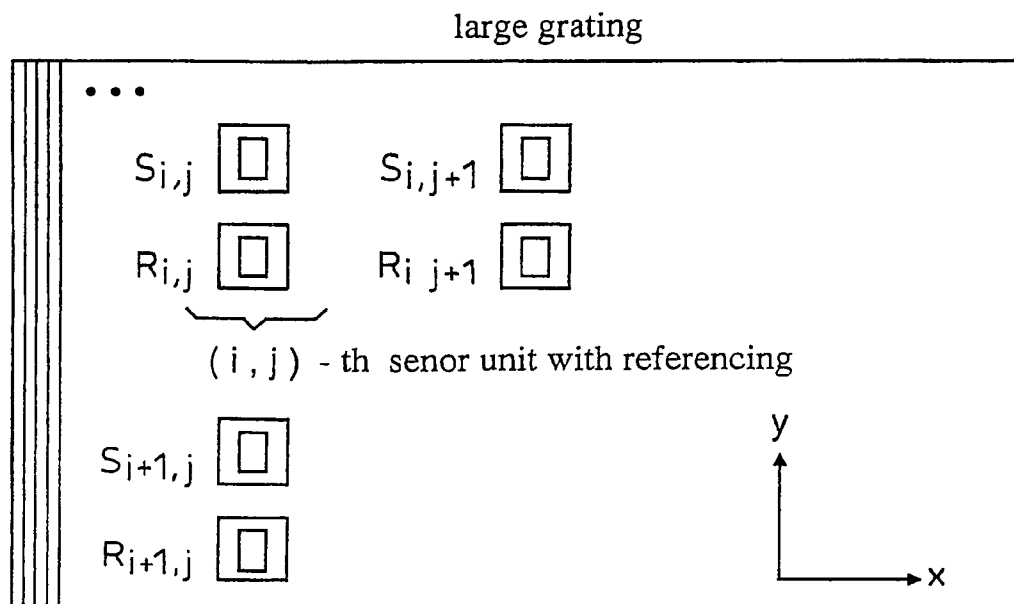 large grating
• • •
Si,j Si,j+1
Ri,j Ri j+1
(i,j) - th senor unit with referencing
Si+1,j
Ri+1,j
y
x